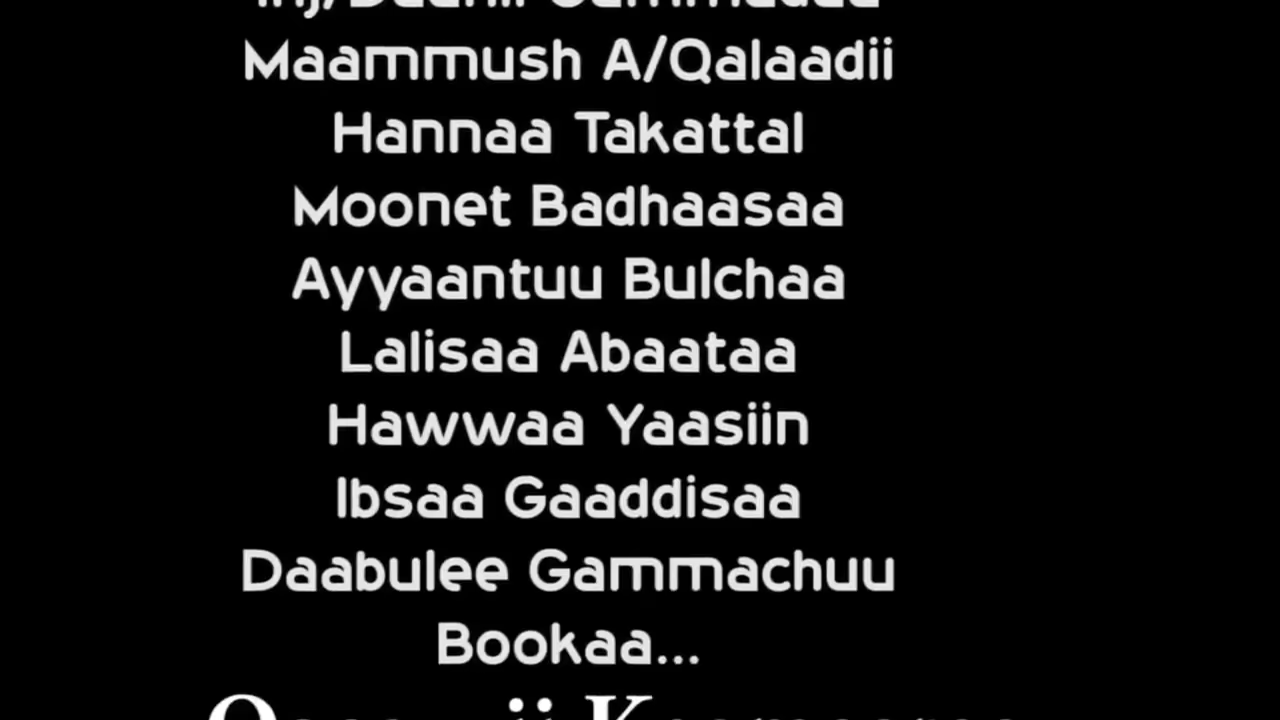 Maammush A/Qalaadii
Hannaa Takattal
Moonet Badhaasaa
Ayyaantuu Bulchaa
Lalisaa Abaataa
Hawwaa Yaasiin
Ibsaa Gaaddisaa
Daabulee Gammachuu
Bookaa...